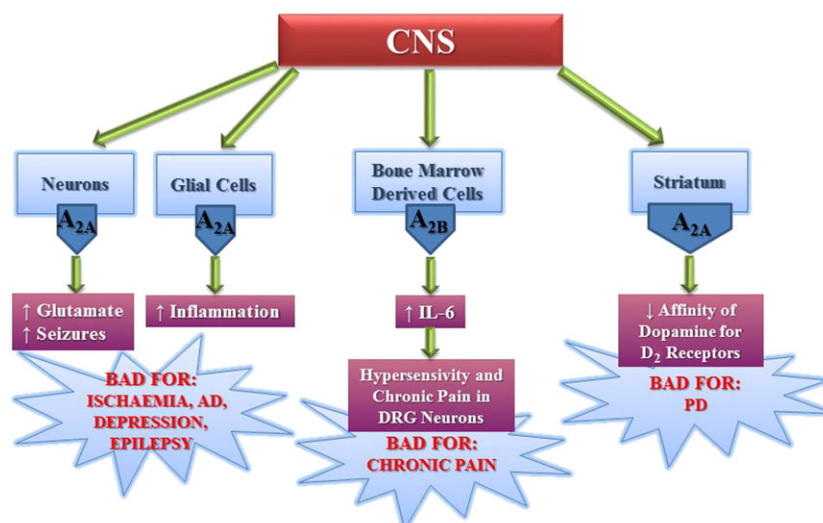 CNS
Neurons
A2A
Glial Cells
A2A
Bone Marrow
Derived Cells
A2B
Striatum
A2A
↑ Glutamate
↑ Seizures
↑ Inflammation
BAD FOR:
ISCHAEMIA, AD,
DEPRESSION,
EPILEPSY
↑ IL-6
Hypersensivity and
Chronic Pain in
DRG Neurons
BAD FOR:
CHRONIC PAIN
↓ Affinity of
Dopamine for
D2 Receptors
BAD FOR:
PD